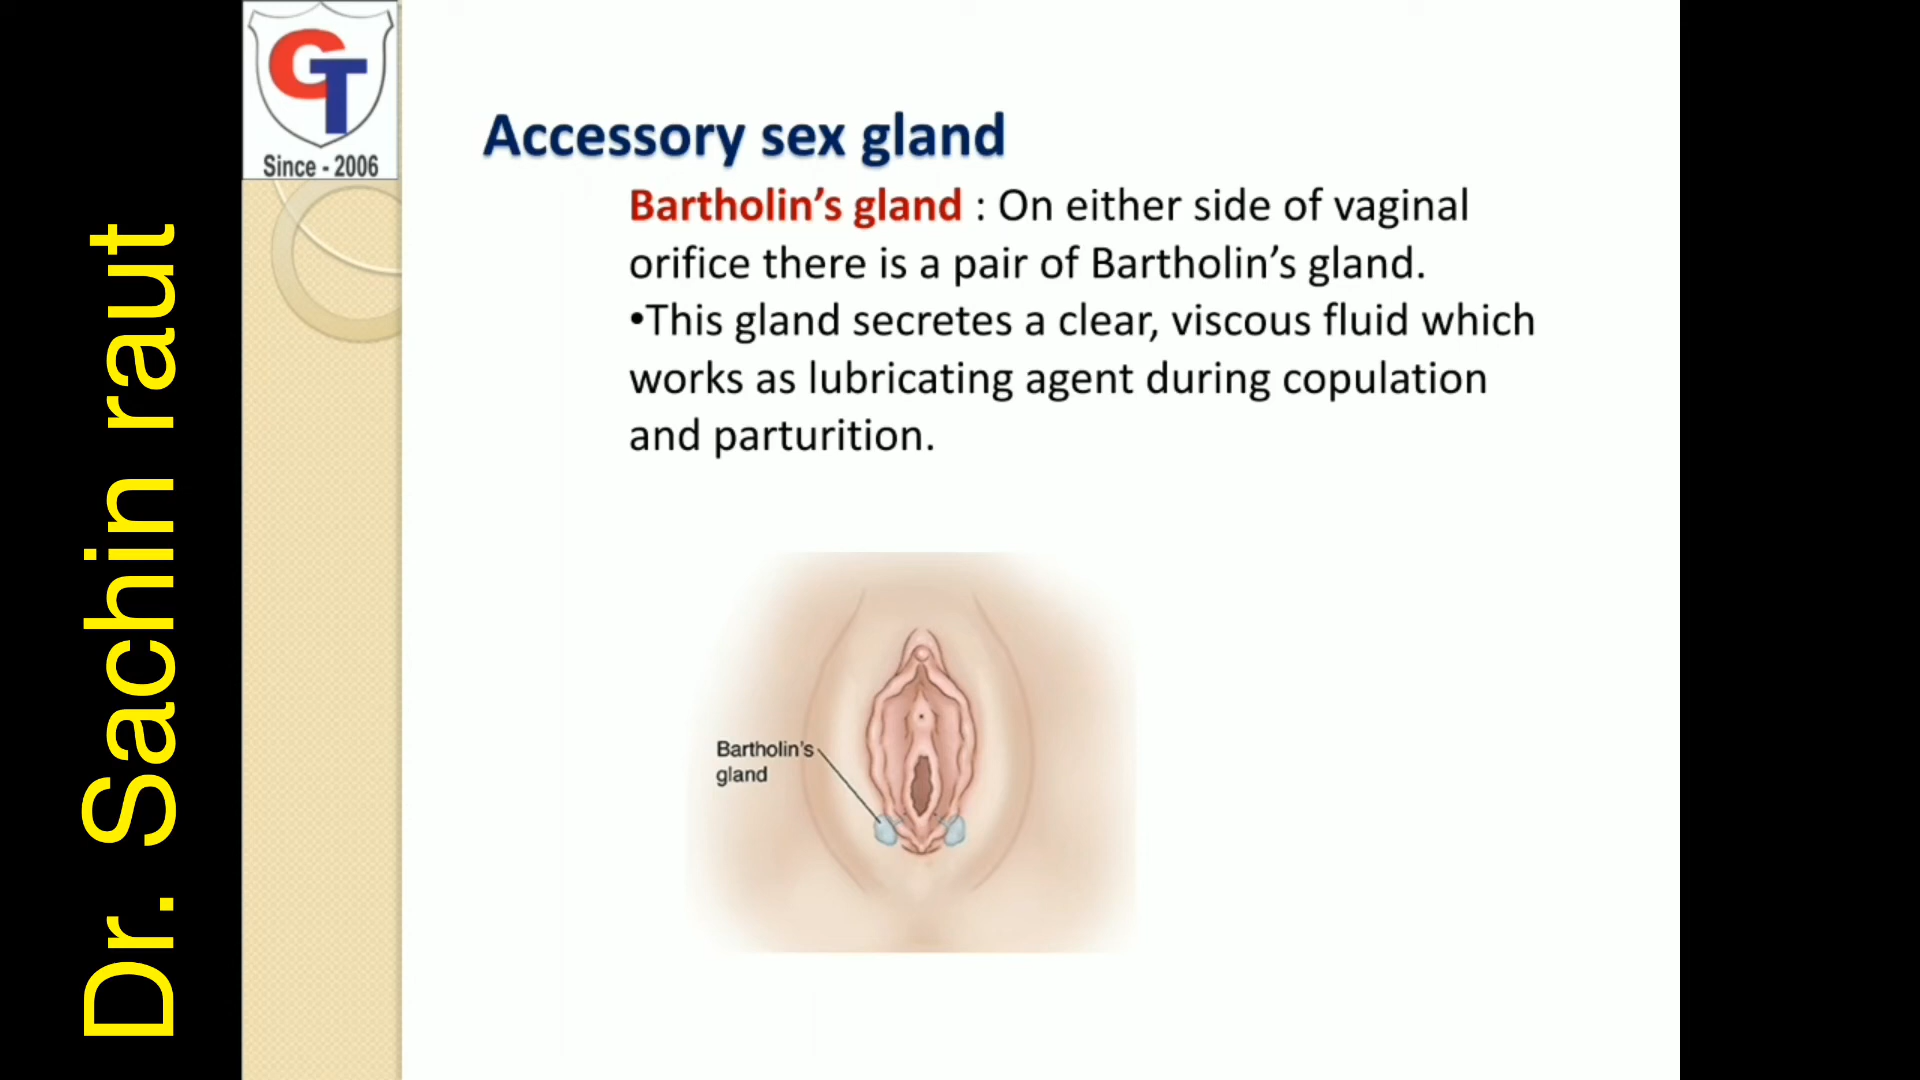 GT
Since - 2006
Dr. Sachin raut
Accessory sex gland
Bartholin’s gland : On either side of vaginal
orifice there is a pair of Bartholin’s gland.
•This gland secretes a clear, viscous fluid which
works as lubricating agent during copulation
and parturition.
Bartholin's
gland